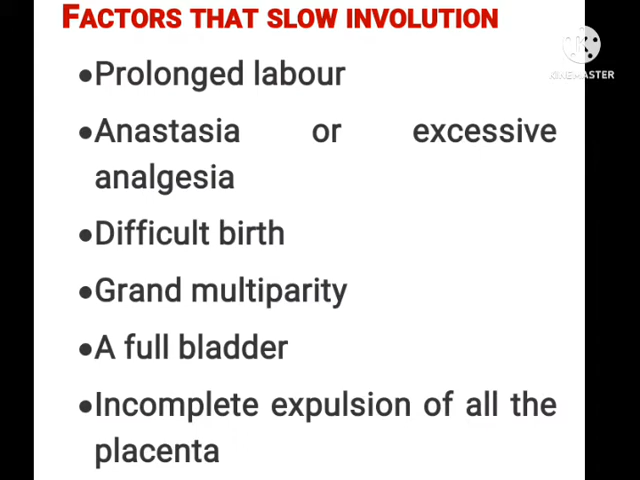 FACTORS THAT SLOW INVOLUTION
KINEMASTER
•Prolonged labour
•Anastasia or excessive
analgesia
•Difficult birth
•Grand multiparity
•A full bladder
•Incomplete expulsion of all the
placenta